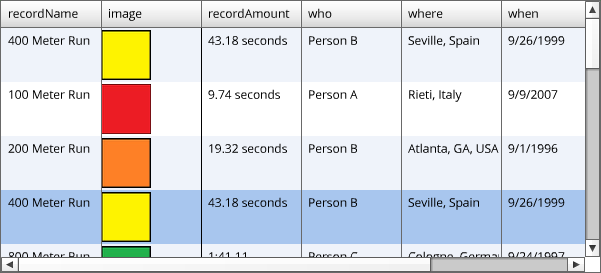 recordName image recordAmount who where when
400 Meter Run 43.18 seconds Person B Seville, Spain 9/26/1999
100 Meter Run 9.74 seconds Person A Rieti, Italy 9/9/2007
200 Meter Run 19.32 seconds Person B Atlanta, GA, USA 9/1/1996
400 Meter Run 43.18 seconds Person B Seville, Spain 9/26/1999
800 Meter Run 1:41.11 Person C Cologne, Germa 9/24/1997